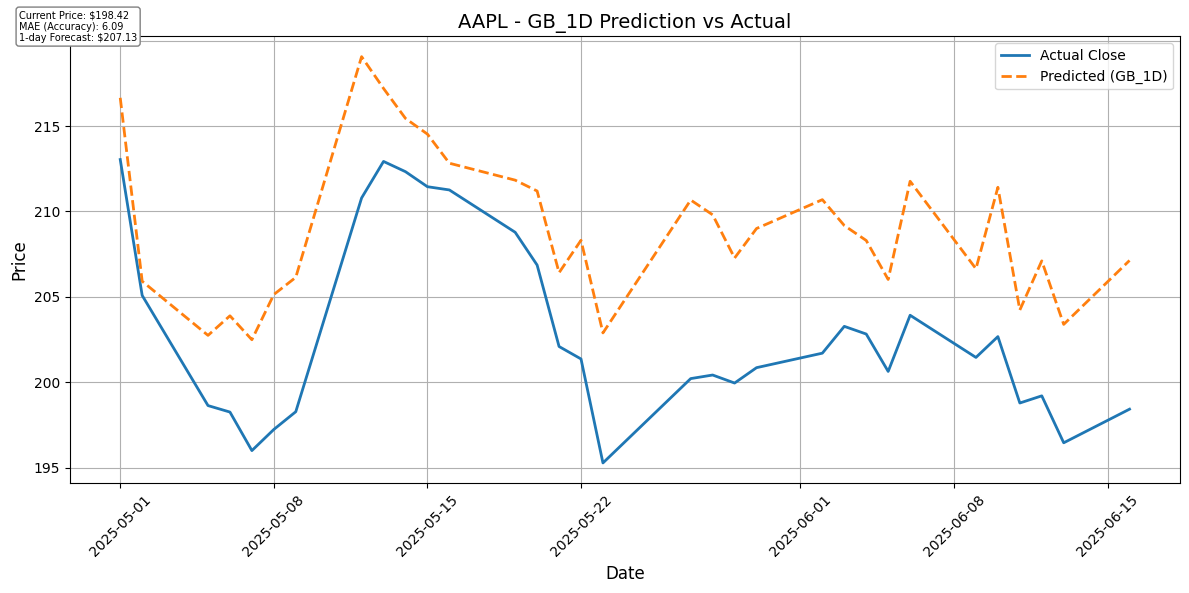 AAPL - GB_1D Prediction vs Actual
Current Price: $198.42
MAE (Accuracy): 6.09
1-day Forecast: $207.13
Actual Close
Predicted (GB_1D)
Price
215
210
205
200
195
2025-05-01
2025-05-08
2025-05-15
2025-05-22
2025-06-01
2025-06-08
2025-06-15
Date